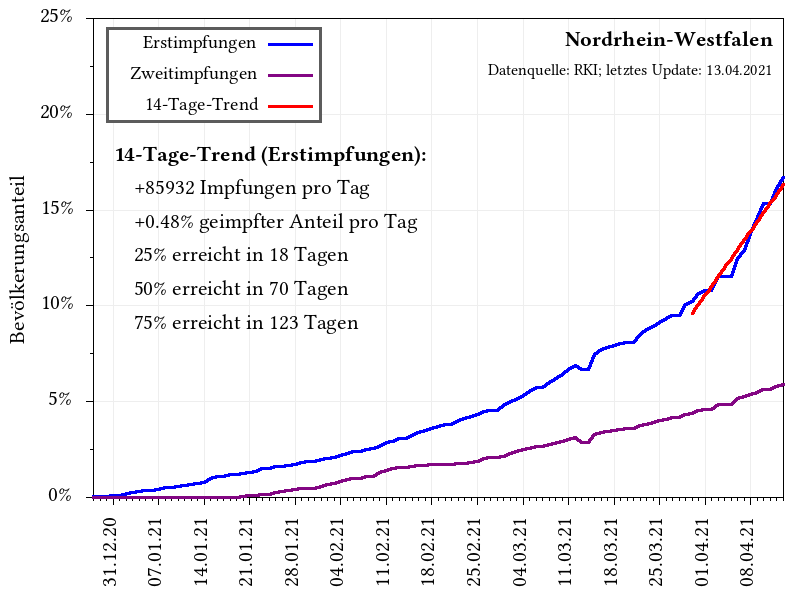 25%
20%
15%
10%
5%
0%
Bevölkerungsanteil
Erstimpfungen
Zweitimpfungen
14-Tage-Trend
Nordrhein-Westfalen
Datenquelle: RKI; letztes Update: 13.04.2021
14-Tage-Trend (Erstimpfungen):
+85932 Impfungen pro Tag
+0.48% geimpfter Anteil pro Tag
25% erreicht in 18 Tagen
50% erreicht in 70 Tagen
75% erreicht in 123 Tagen
31.12.20
07.01.21
14.01.21
21.01.21
28.01.21
04.02.21
11.02.21
18.02.21
25.02.21
04.03.21
11.03.21
18.03.21
25.03.21
01.04.21
08.04.21